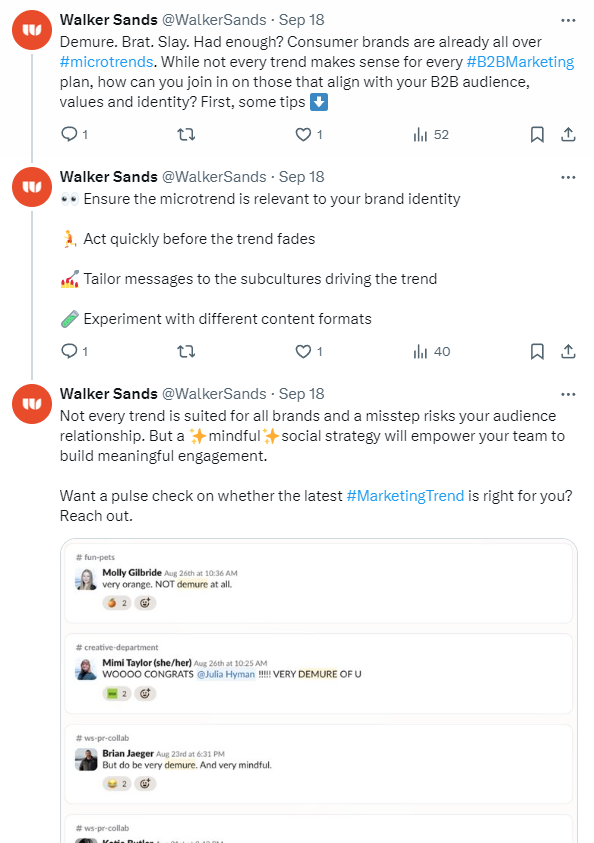 Walker Sands @WalkerSands · Sep 18
Demure. Brat. Slay. Had enough? Consumer brands are already all over
#microtrends. While not every trend makes sense for every #B2BMarketing
plan, how can you join in on those that align with your B2B audience,
values and identity? First, some tips ⬇️
1 1 52
Walker Sands @WalkerSands · Sep 18
👀 Ensure the microtrend is relevant to your brand identity
🏃 Act quickly before the trend fades
💅 Tailor messages to the subcultures driving the trend
🧪 Experiment with different content formats
1 1 40
Walker Sands @WalkerSands · Sep 18
Not every trend is suited for all brands and a misstep risks your audience
relationship. But a ✨mindful✨social strategy will empower your team to
build meaningful engagement.
Want a pulse check on whether the latest #MarketingTrend is right for you?
Reach out.
# fun-pets
Molly Gilbride Aug 26th at 10:36 AM
very orange. NOT demure at all.
2
# creative-department
Mimi Taylor (she/her) Aug 26th at 10:25 AM
WOOOO CONGRATS @Julia Hyman !!!!! VERY DEMURE OF U
2
# ws-pr-collab
Brian Jaeger Aug 23rd at 6:31 PM
But do be very demure. And very mindful.
2
# ws-pr-collab